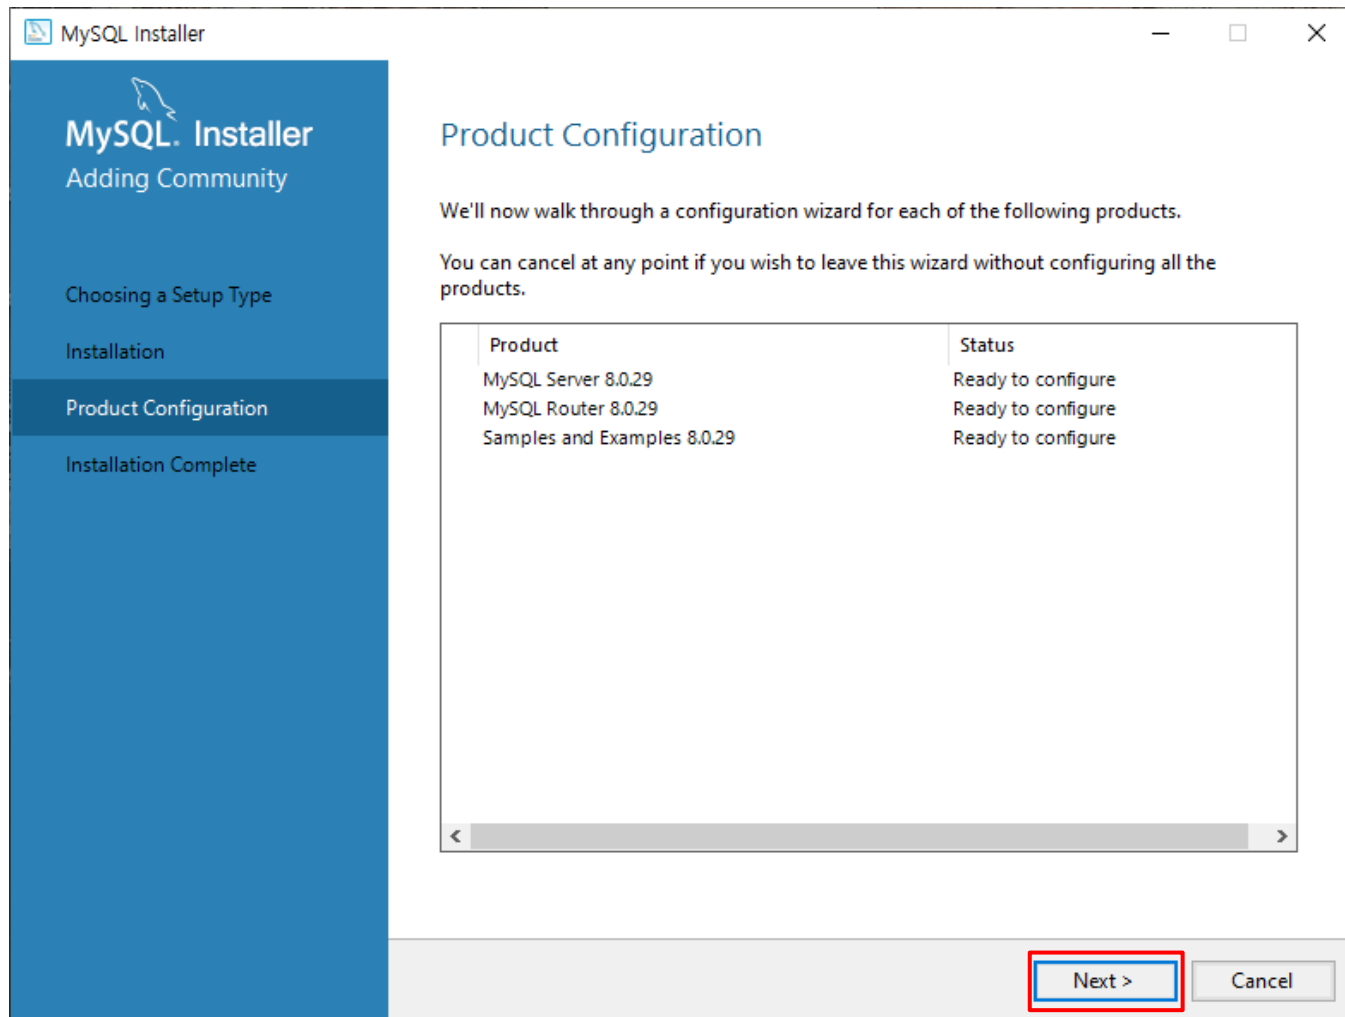 MySQL Installer
MySQL. Installer
Adding Community
Choosing a Setup Type
Installation
Product Configuration
Installation Complete
Product Configuration
We'll now walk through a configuration wizard for each of the following products.
You can cancel at any point if you wish to leave this wizard without configuring all the
products.
Product Status
MySQL Server 8.0.29 Ready to configure
MySQL Router 8.0.29 Ready to configure
Samples and Examples 8.0.29 Ready to configure
Next > Cancel